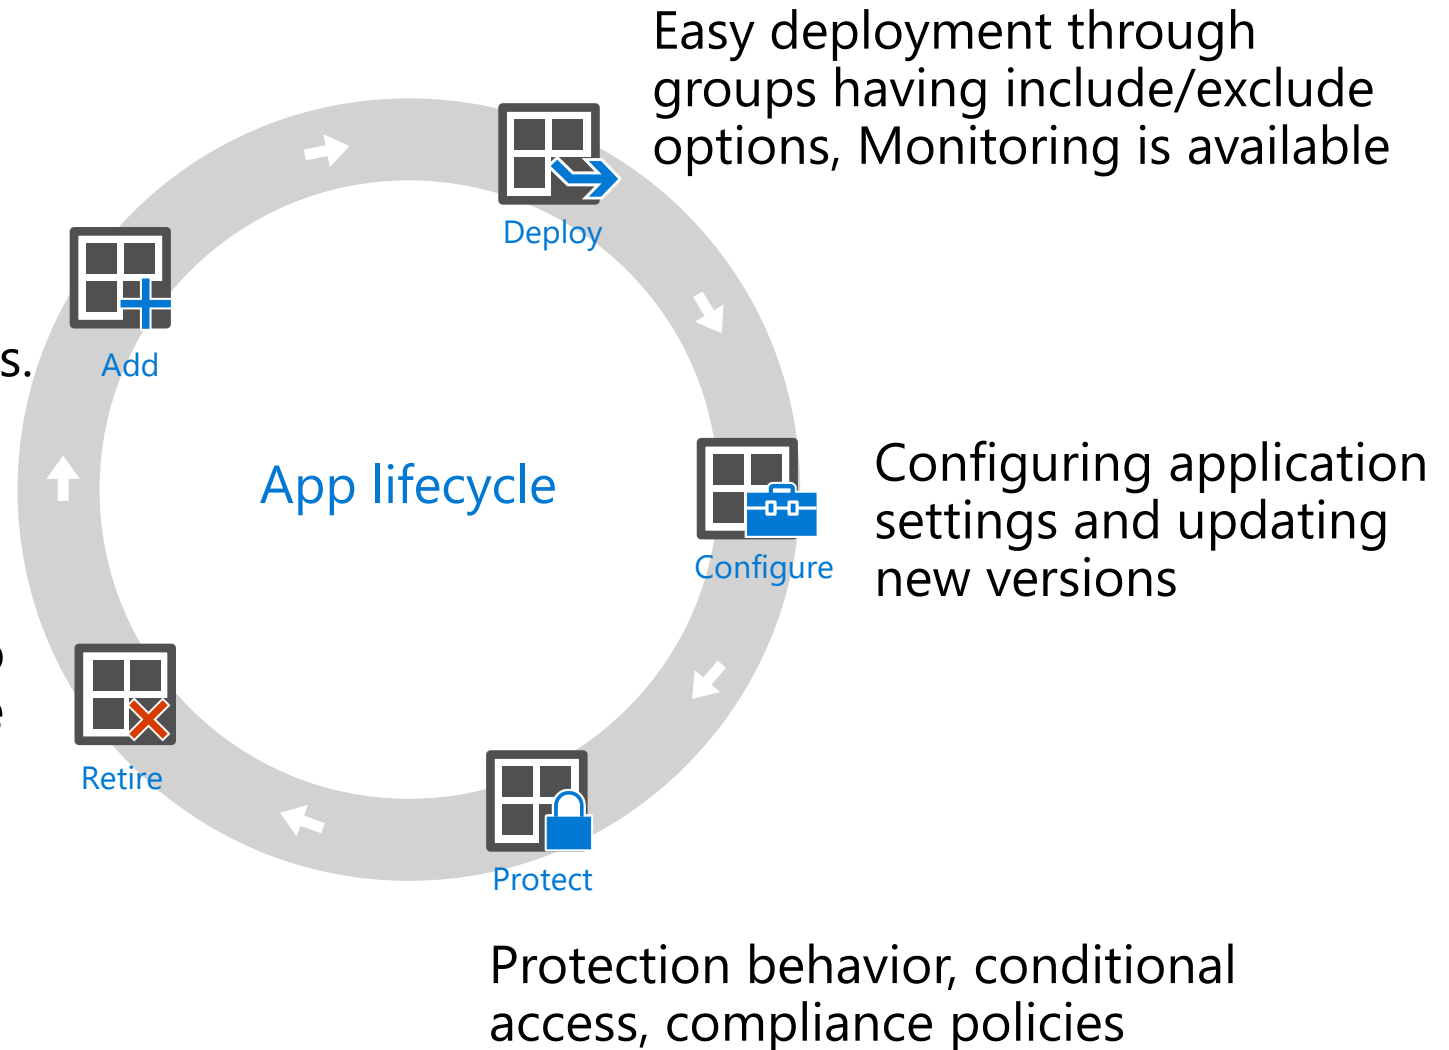 Easy deployment through
groups having include/exclude
options, Monitoring is available
Deploy
Add
App lifecycle
Configuring application
settings and updating
new versions
Configure
Retire
Protect
Protection behavior, conditional
access, compliance policies